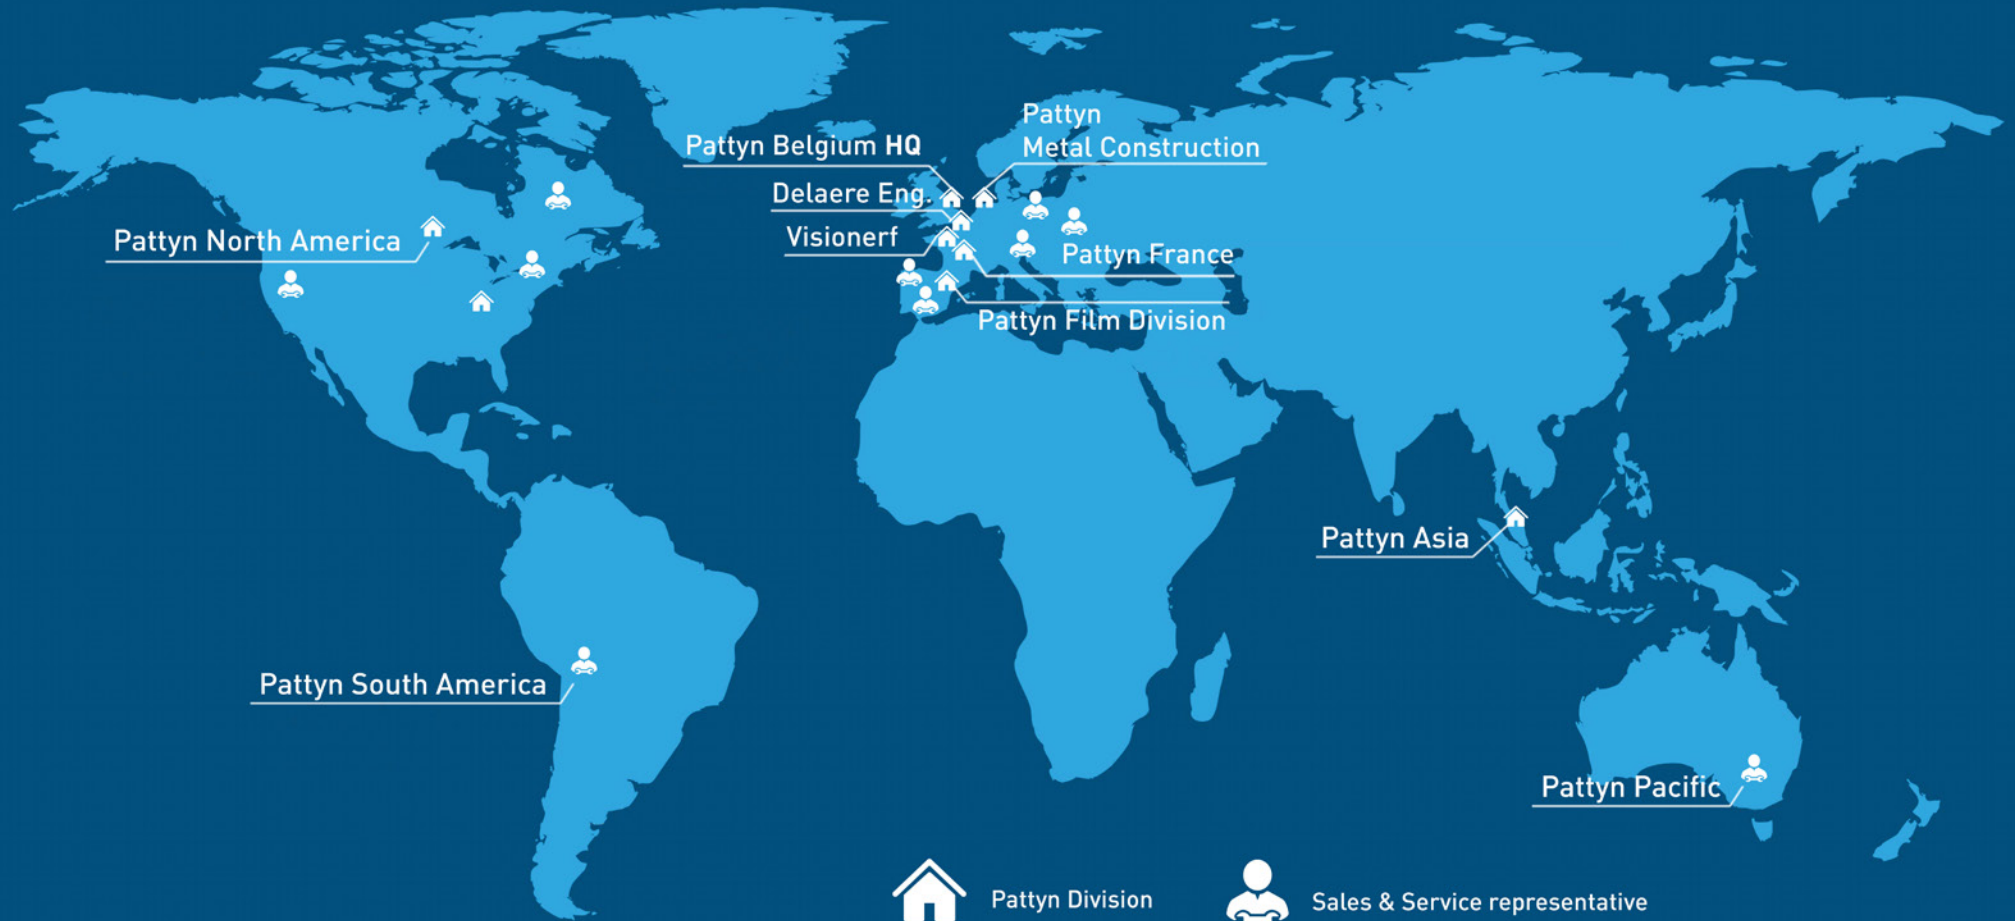 Pattyn
Metal Construction
Pattyn Belgium HQ
Delaere Eng.
Visionerf
Pattyn North America
Pattyn France
Pattyn Film Division
Pattyn Asia
Pattyn South America
Pattyn Pacific
Pattyn Division
Sales & Service representative